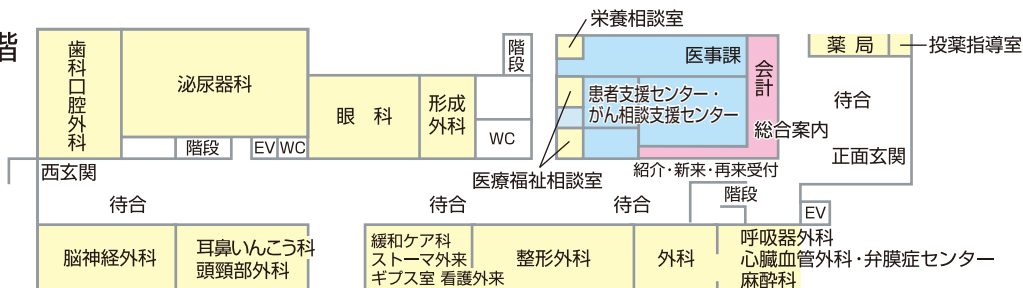 階
歯科口腔外科
泌尿器科
階段
EV
WC
眼 科
形成
外科
階段
WC
栄養相談室
医事課
会計
患者支援センター・
がん相談支援センター
総合案内
医療福祉相談室
紹介・新来・再来受付
薬 局
投薬指導室
待合
正面玄関
階段
EV
西玄関
待合
待合
待合
脳神経外科
耳鼻いんこう科
頭頸部外科
緩和ケア科
ストーマ外来
ギプス室 看護外来
整形外科
外科
呼吸器外科
心臓血管外科・弁膜症センター
麻酔科